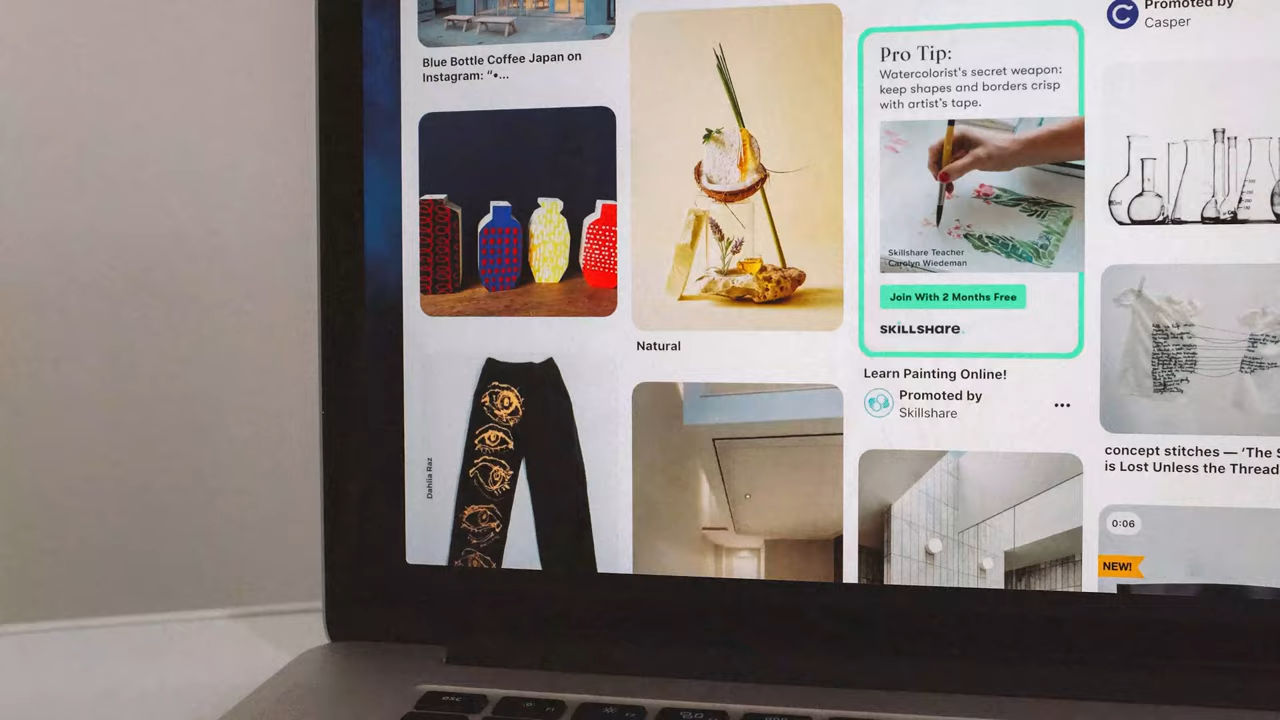 Blue Bottle Coffee Japan on
Instagram: “•...
Dahlia Raz
Natural
Pro Tip:
Watercolorist's secret weapon:
keep shapes and borders crisp
with artist's tape.
Skillshare Teacher
Carolyn Wiedeman
Join With 2 Months Free
SKILLSHARE.
Learn Painting Online!
Promoted by
Skillshare
Promoted by
Casper
concept stitches — ‘The S
is Lost Unless the Thread
0:06
NEW!
esc